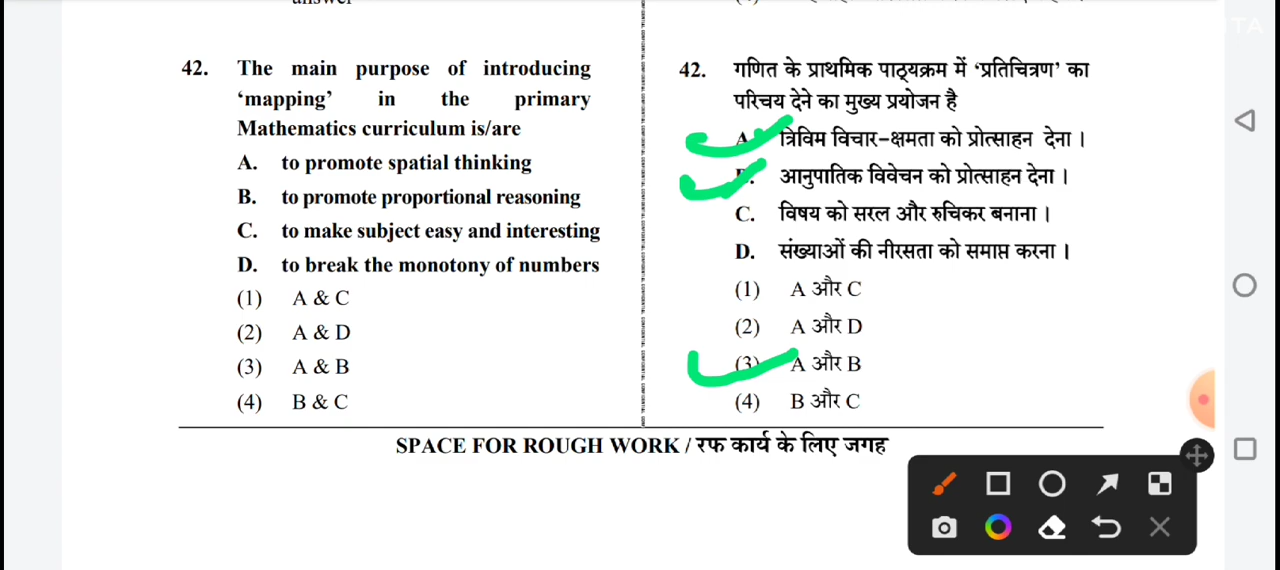 answer
42. The main purpose of introducing
'mapping' in the primary
Mathematics curriculum is/are
A. to promote spatial thinking
B. to promote proportional reasoning
C. to make subject easy and interesting
D. to break the monotony of numbers
(1) A & C
(2) A & D
(3) A & B
(4) B & C
42. गणित के प्राथमिक पाठ्यक्रम में 'प्रतिचित्रण' का
परिचय देने का मुख्य प्रयोजन है
A. त्रिविम विचार-क्षमता को प्रोत्साहन देना ।
B. आनुपातिक विवेचन को प्रोत्साहन देना ।
C. विषय को सरल और रुचिकर बनाना ।
D. संख्याओं की नीरसता को समाप्त करना ।
(1) A और C
(2) A और D
(3) A और B
(4) B और C
SPACE FOR ROUGH WORK / रफ कार्य के लिए जगह